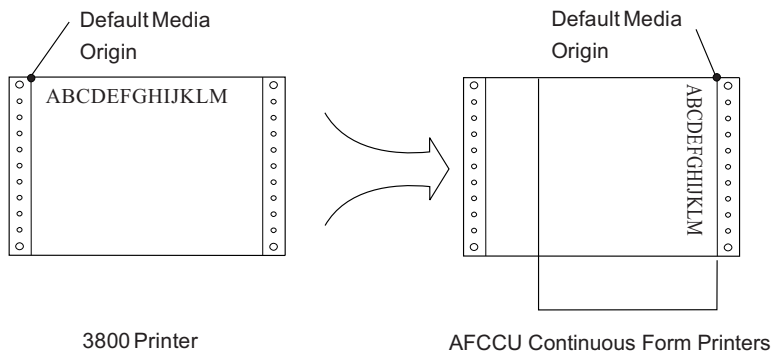 Default Media
Origin
ABCDEFGHIJKLM
3800 Printer
Default Media
Origin
ABCDEFGHIJKLM
AFCCU Continuous Form Printers